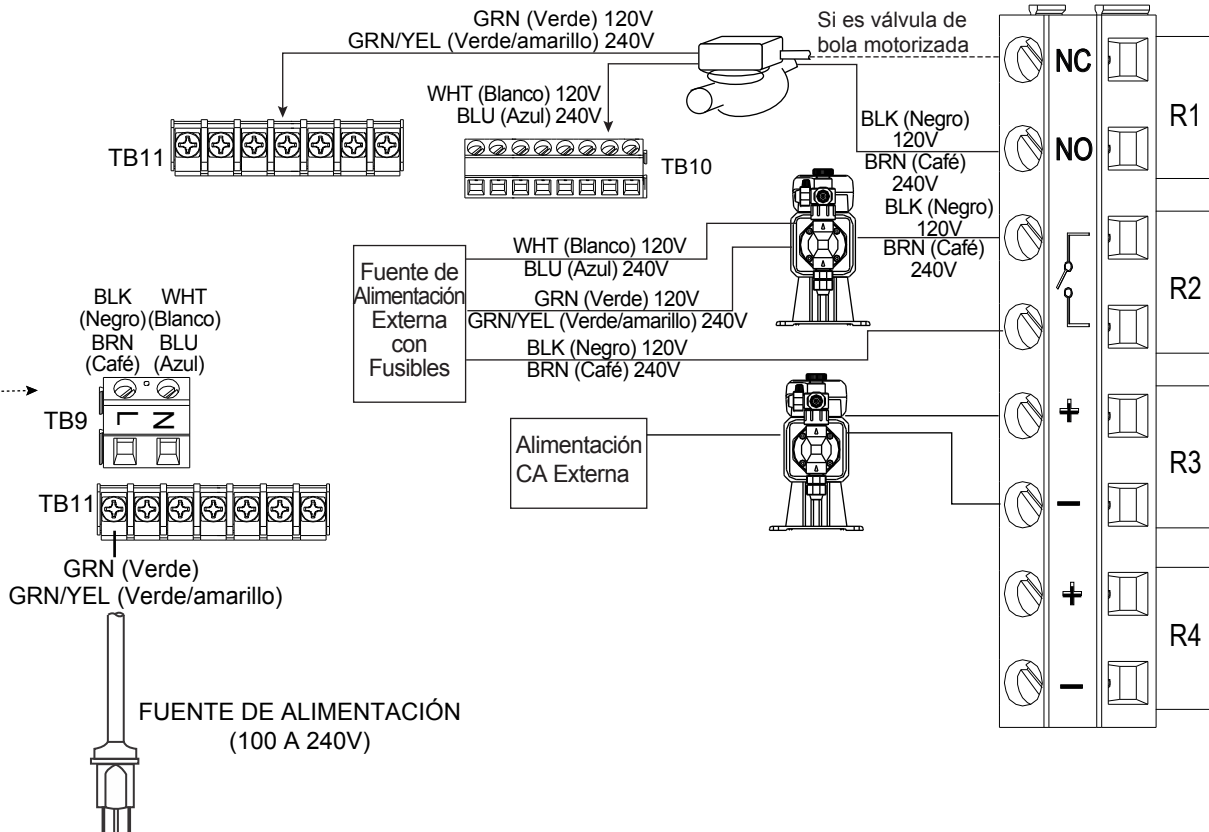 GRN (Verde) 120V
GRN/YEL (Verde/amarillo) 240V
Si es válvula de
bola motorizada
NC
R1
WHT (Blanco) 120V
BLU (Azul) 240V
BLK (Negro)
120V
BRN (Café)
240V
NO
TB11
TB10
BLK (Negro)
120V
BRN (Café)
240V
R2
WHT (Blanco) 120V
BLU (Azul) 240V
Fuente de
Alimentación
Externa
con
Fusibles
GRN (Verde) 120V
GRN/YEL (Verde/amarillo) 240V
BLK (Negro) 120V
BRN (Café) 240V
BLK WHT
(Negro) (Blanco)
BRN BLU
(Café) (Azul)
TB9
L N
Alimentación
CA Externa
+
R3
−
TB11
GRN (Verde)
GRN/YEL (Verde/amarillo)
+
R4
−
FUENTE DE ALIMENTACIÓN
(100 A 240V)